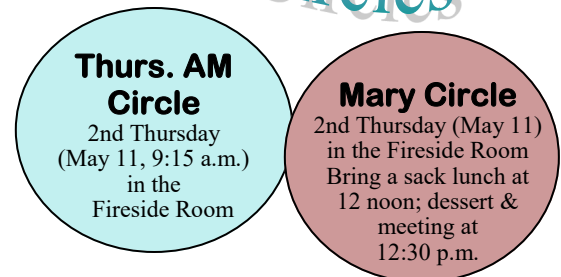 Circles
Thurs. AM
Circle
2nd Thursday
(May 11, 9:15 a.m.)
in the
Fireside Room
Mary Circle
2nd Thursday (May 11)
in the Fireside Room
Bring a sack lunch at
12 noon; dessert &
meeting at
12:30 p.m.